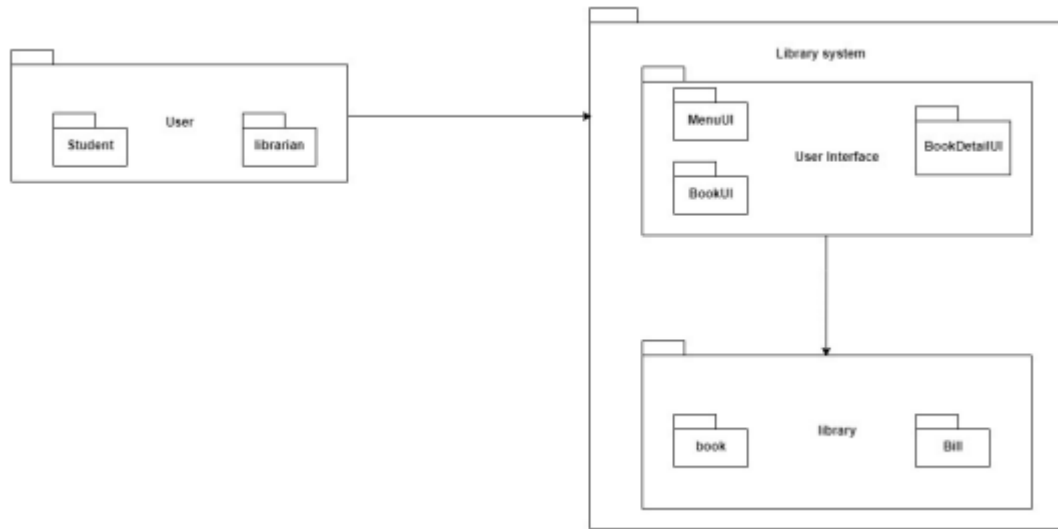 Library system
User
Student
librarian
MenuUI
BookDetailUI
User Interface
BookUI
library
book
Bill